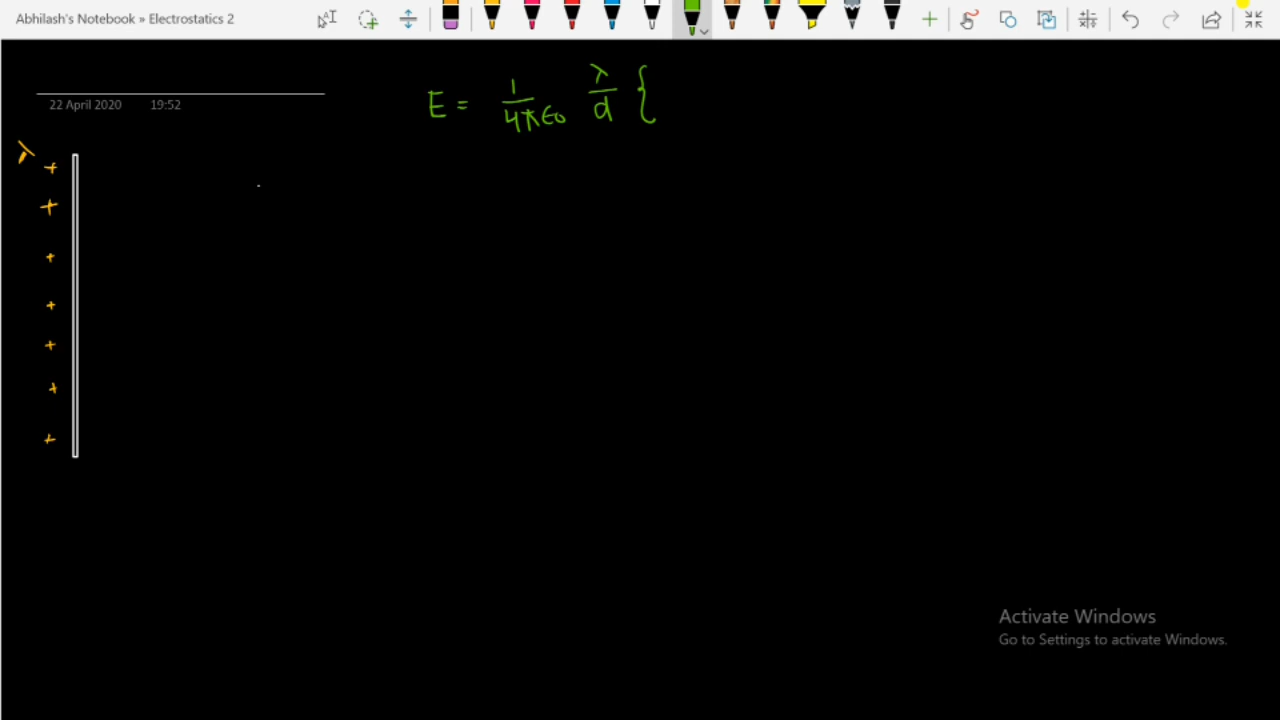 Abhilash's Notebook » Electrostatics 2
22 April 2020 19:52
E = 1/4πϵ₀ λ/d {
λ
+
+
+
+
+
+
+
Activate Windows
Go to Settings to activate Windows.